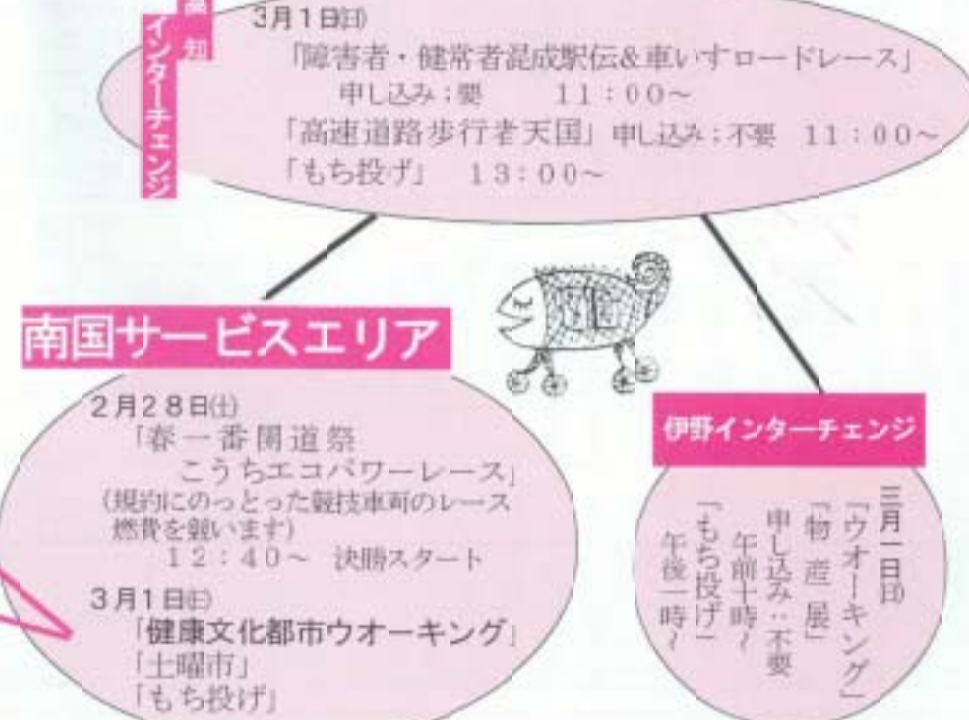 高知
インターチェンジ
3月1日(日)
「障害者・健常者混成駅伝&車いすロードレース」
申し込み;要 11:00~
「高速道路歩行者天国」申し込み;不要 11:00~
「もち投げ」 13:00~
南国サービスエリア
2月28日(土)
「春一番開道祭
こうちエコパワーレース」
(規約にのっとった競技車両のレース
燃費を競います)
12:40~ 決勝スタート
3月1日(日)
「健康文化都市ウオーキング」
「土曜市」
「もち投げ」
伊野インターチェンジ
三月一日(日)
「ウオーキング」
「物産展」
申し込み:不要
午前十時~
「もち投げ」
午後一時~